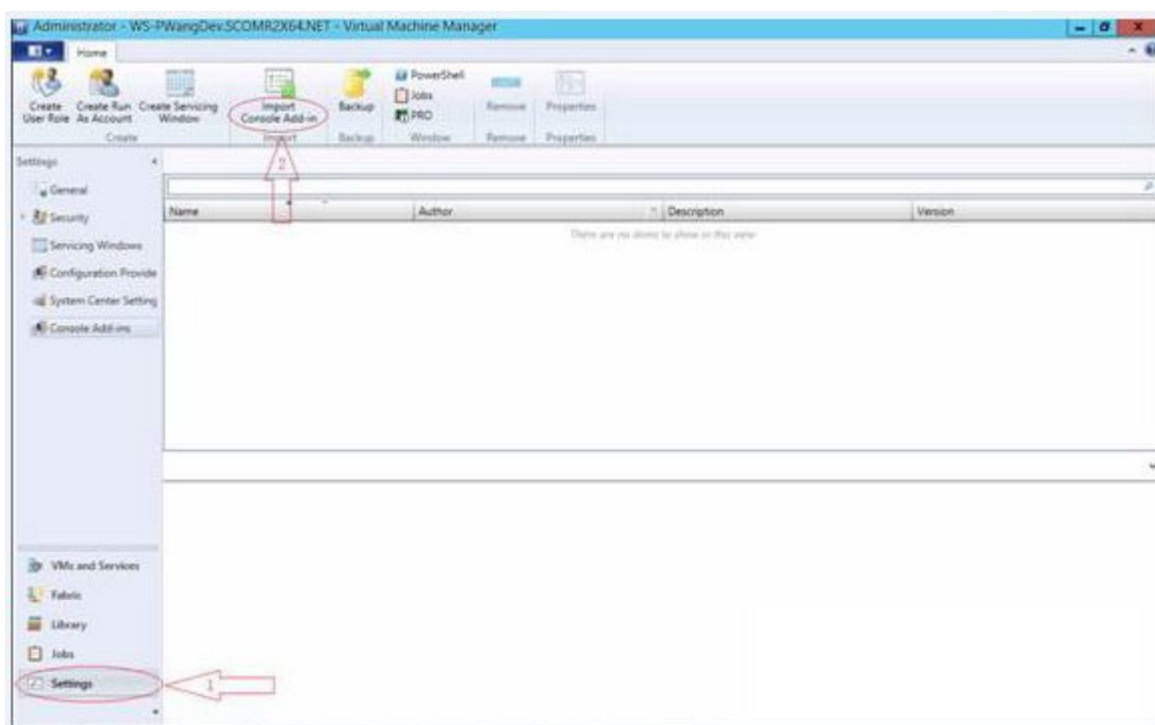 Administrator - WS-PWangDev.SCOMR2X64.NET - Virtual Machine Manager
Home
Create User Role
Create Run As Account
Create Servicing Window
Import Console Add-in
Backup
PowerShell
Jobs
PRO
Remove
Properties
Create
Import
Backup
Window
Remove
Properties
2
Settings
General
Security
Servicing Windows
Configuration Provide
System Center Setting
Console Add-ins
Name
Author
Description
Version
There are no items to show in this view
VMs and Services
Fabric
Library
Jobs
Settings
1